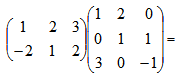 (1 2 3; -2 1 2)(1 2 0; 0 1 1; 3 0 -1) =